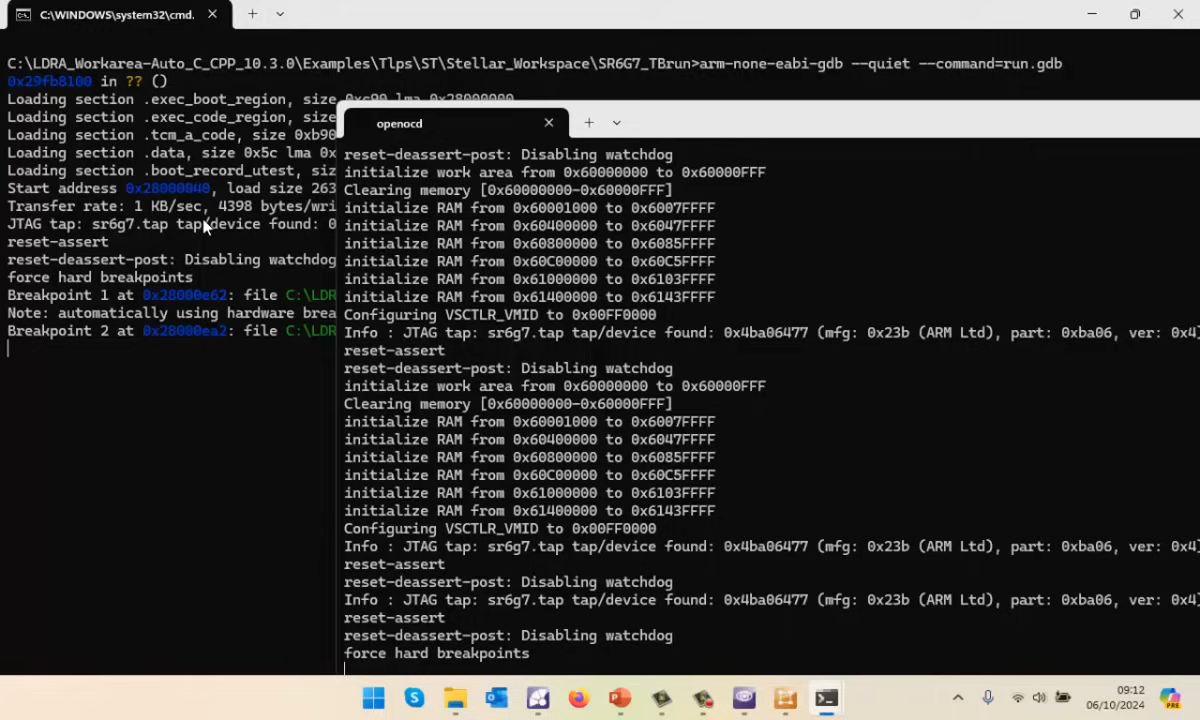 C:\WINDOWS\system32\cmd.
C:\LDRA_Workarea-Auto_C_CPP_10.3.0\Examples\Tlps\ST\Stellar_Workspace\SR6G7_TBrun>arm-none-eabi-gdb --quiet --command=run.gdb
0x29fb8100 in ?? ()
Loading section .exec_boot_region, size 0xc90 lma 0x28000000
Loading section .exec_code_region, size
Loading section .tcm_a_code, size 0xb90
Loading section .data, size 0x5c lma 0x
Loading section .boot_record_utest, siz
Start address 0x28000040, load size 263
Transfer rate: 1 KB/sec, 4398 bytes/wri
JTAG tap: sr6g7.tap tap/device found: 0
reset-assert
reset-deassert-post: Disabling watchdog
force hard breakpoints
Breakpoint 1 at 0x28000e62: file C:\LDR
Note: automatically using hardware brea
Breakpoint 2 at 0x28000ea2: file C:\LDR
openocd
reset-deassert-post: Disabling watchdog
initialize work area from 0x60000000 to 0x60000FFF
Clearing memory [0x60000000-0x60000FFF]
initialize RAM from 0x60001000 to 0x6007FFFF
initialize RAM from 0x60400000 to 0x6047FFFF
initialize RAM from 0x60800000 to 0x6085FFFF
initialize RAM from 0x60C00000 to 0x60C5FFFF
initialize RAM from 0x61000000 to 0x6103FFFF
initialize RAM from 0x61400000 to 0x6143FFFF
Configuring VSCTLR_VMID to 0x00FF0000
Info : JTAG tap: sr6g7.tap tap/device found: 0x4ba06477 (mfg: 0x23b (ARM Ltd), part: 0xba06, ver: 0x4)
reset-assert
reset-deassert-post: Disabling watchdog
initialize work area from 0x60000000 to 0x60000FFF
Clearing memory [0x60000000-0x60000FFF]
initialize RAM from 0x60001000 to 0x6007FFFF
initialize RAM from 0x60400000 to 0x6047FFFF
initialize RAM from 0x60800000 to 0x6085FFFF
initialize RAM from 0x60C00000 to 0x60C5FFFF
initialize RAM from 0x61000000 to 0x6103FFFF
initialize RAM from 0x61400000 to 0x6143FFFF
Configuring VSCTLR_VMID to 0x00FF0000
Info : JTAG tap: sr6g7.tap tap/device found: 0x4ba06477 (mfg: 0x23b (ARM Ltd), part: 0xba06, ver: 0x4)
reset-assert
reset-deassert-post: Disabling watchdog
Info : JTAG tap: sr6g7.tap tap/device found: 0x4ba06477 (mfg: 0x23b (ARM Ltd), part: 0xba06, ver: 0x4)
reset-assert
reset-deassert-post: Disabling watchdog
force hard breakpoints
09:12
06/10/2024
PRE